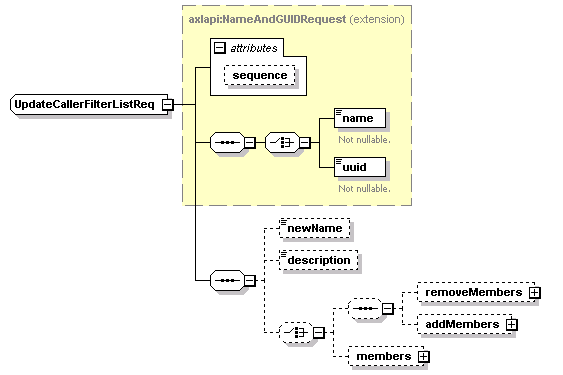 axlapi:NameAndGUIDRequest (extension)
attributes
sequence
UpdateCallerFilterListReq
name
Not nullable.
uuid
Not nullable.
newName
description
removeMembers
addMembers
members